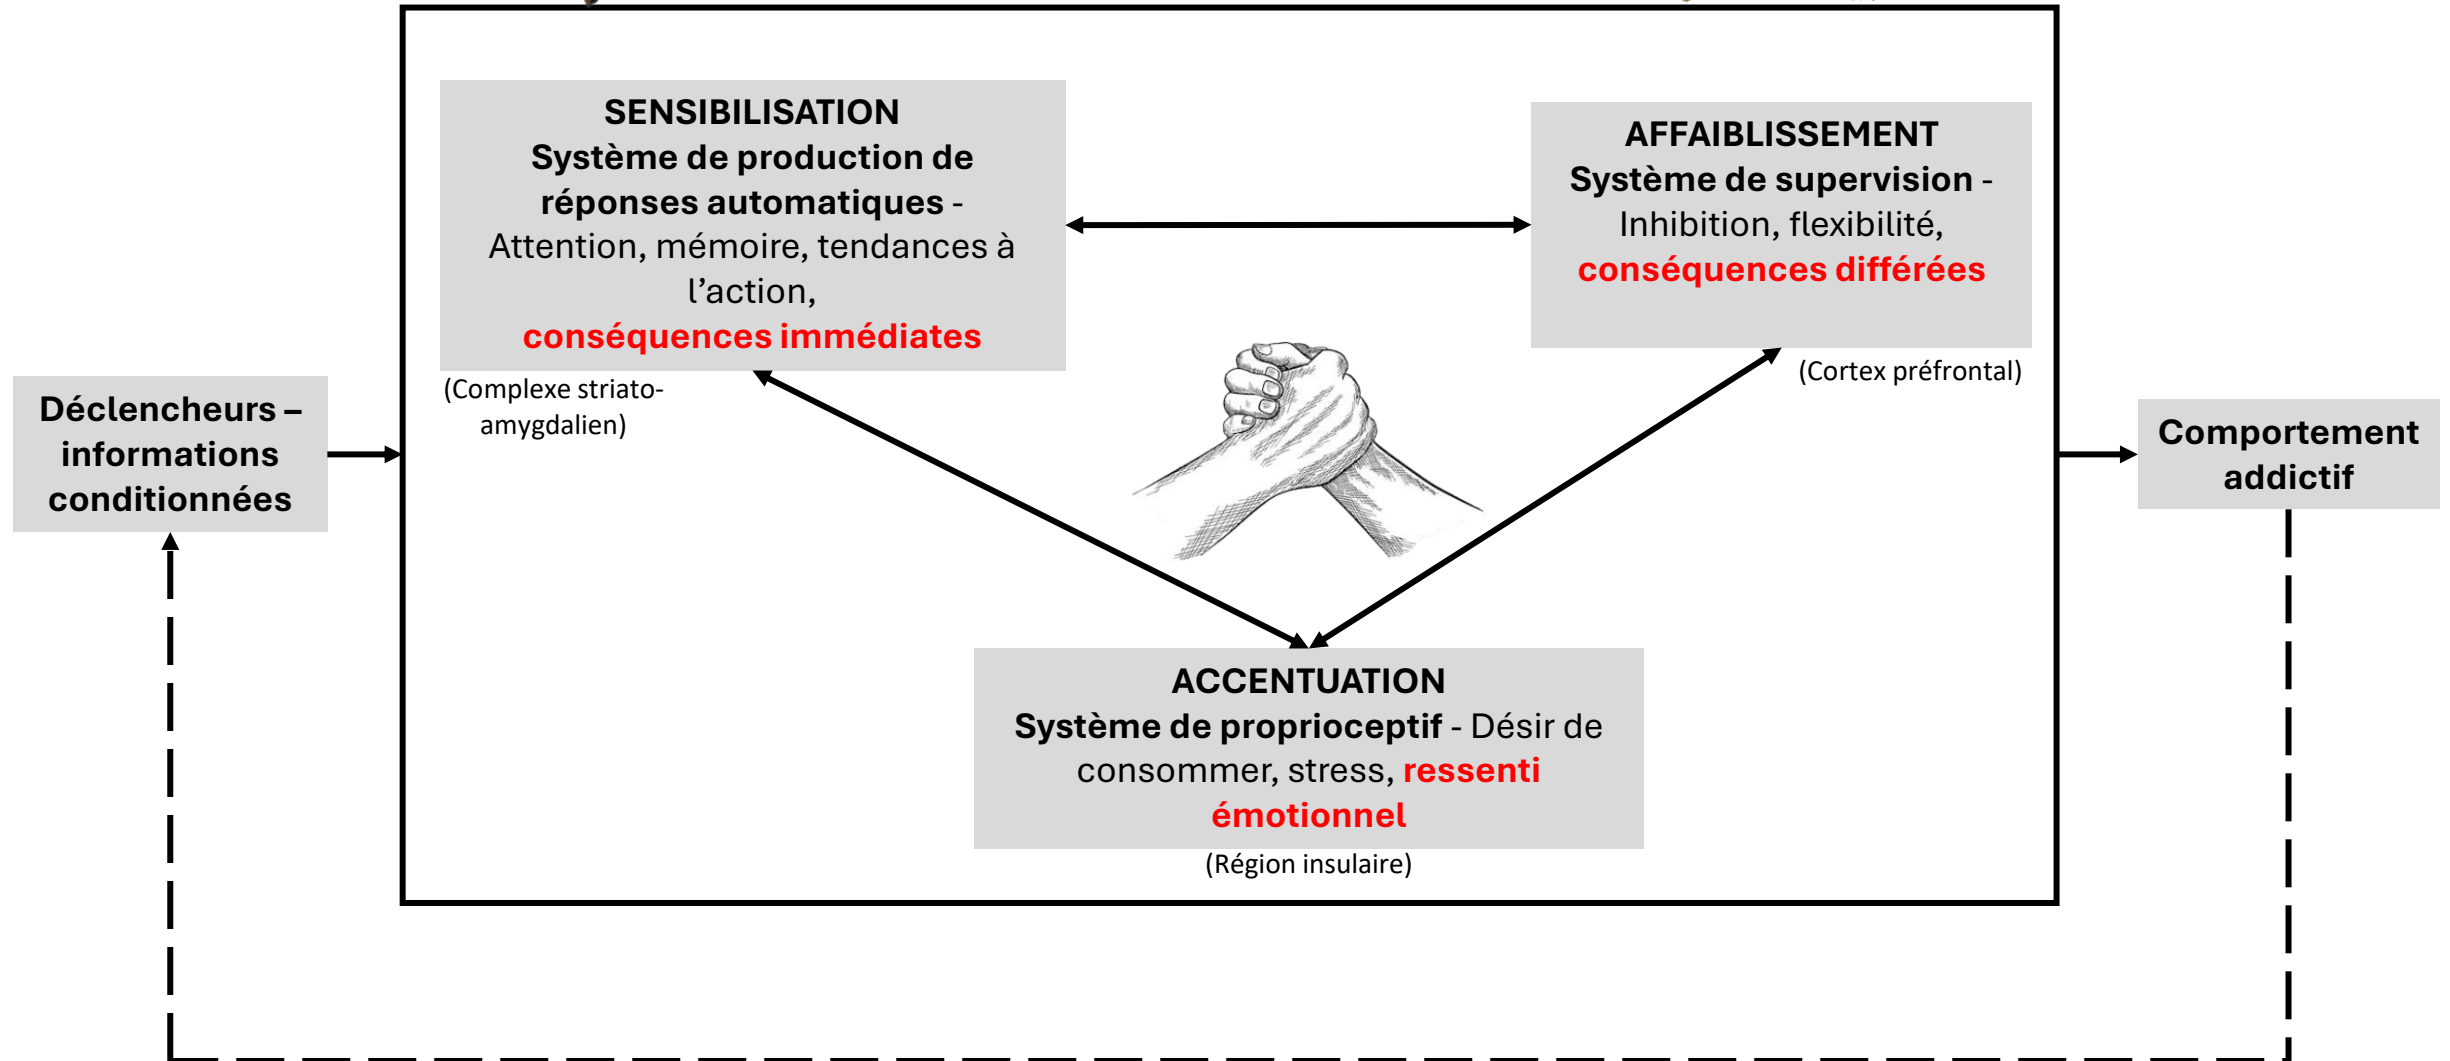 SENSIBILISATION
Système de production de
réponses automatiques -
Attention, mémoire, tendances à
l’action,
conséquences immédiates
(Complexe striato-
amygdalien)
AFFAIBLISSEMENT
Système de supervision -
Inhibition, flexibilité,
conséquences différées
(Cortex préfrontal)
Déclencheurs –
informations
conditionnées
Comportement
addictif
ACCENTUATION
Système de proprioceptif - Désir de
consommer, stress, ressenti
émotionnel
(Région insulaire)